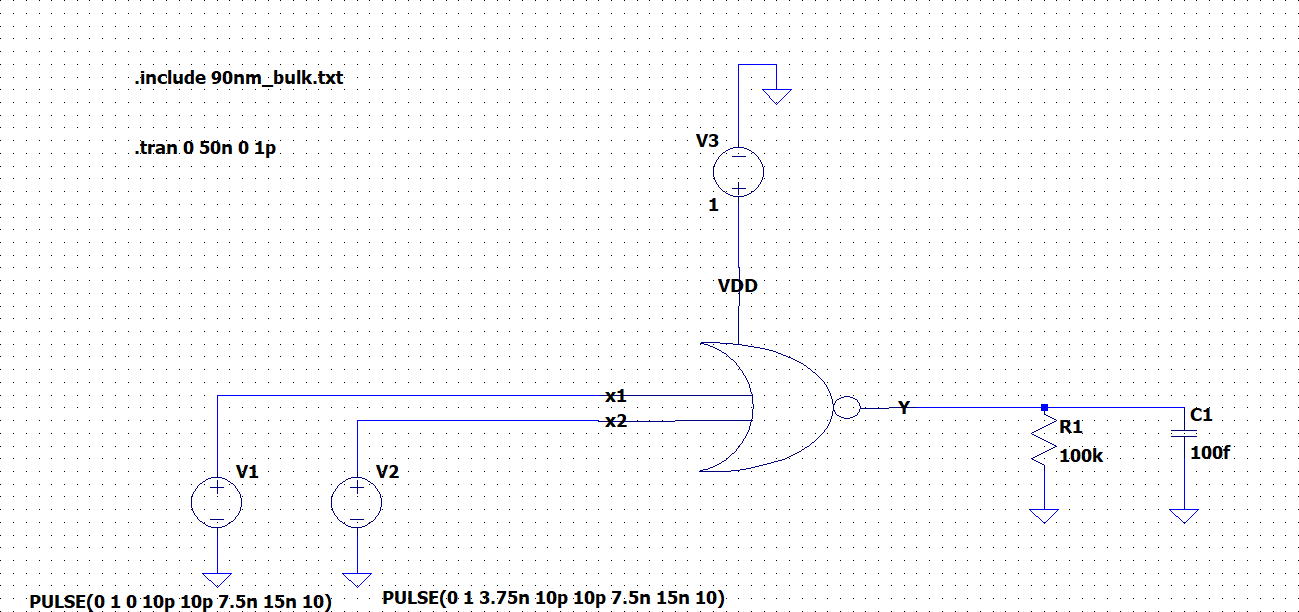 .include 90nm_bulk.txt
.tran 0 50n 0 1p
V3
1
VDD
x1
x2
Y
R1
100k
C1
100f
V1
V2
PULSE(0 1 0 10p 10p 7.5n 15n 10)
PULSE(0 1 3.75n 10p 10p 7.5n 15n 10)